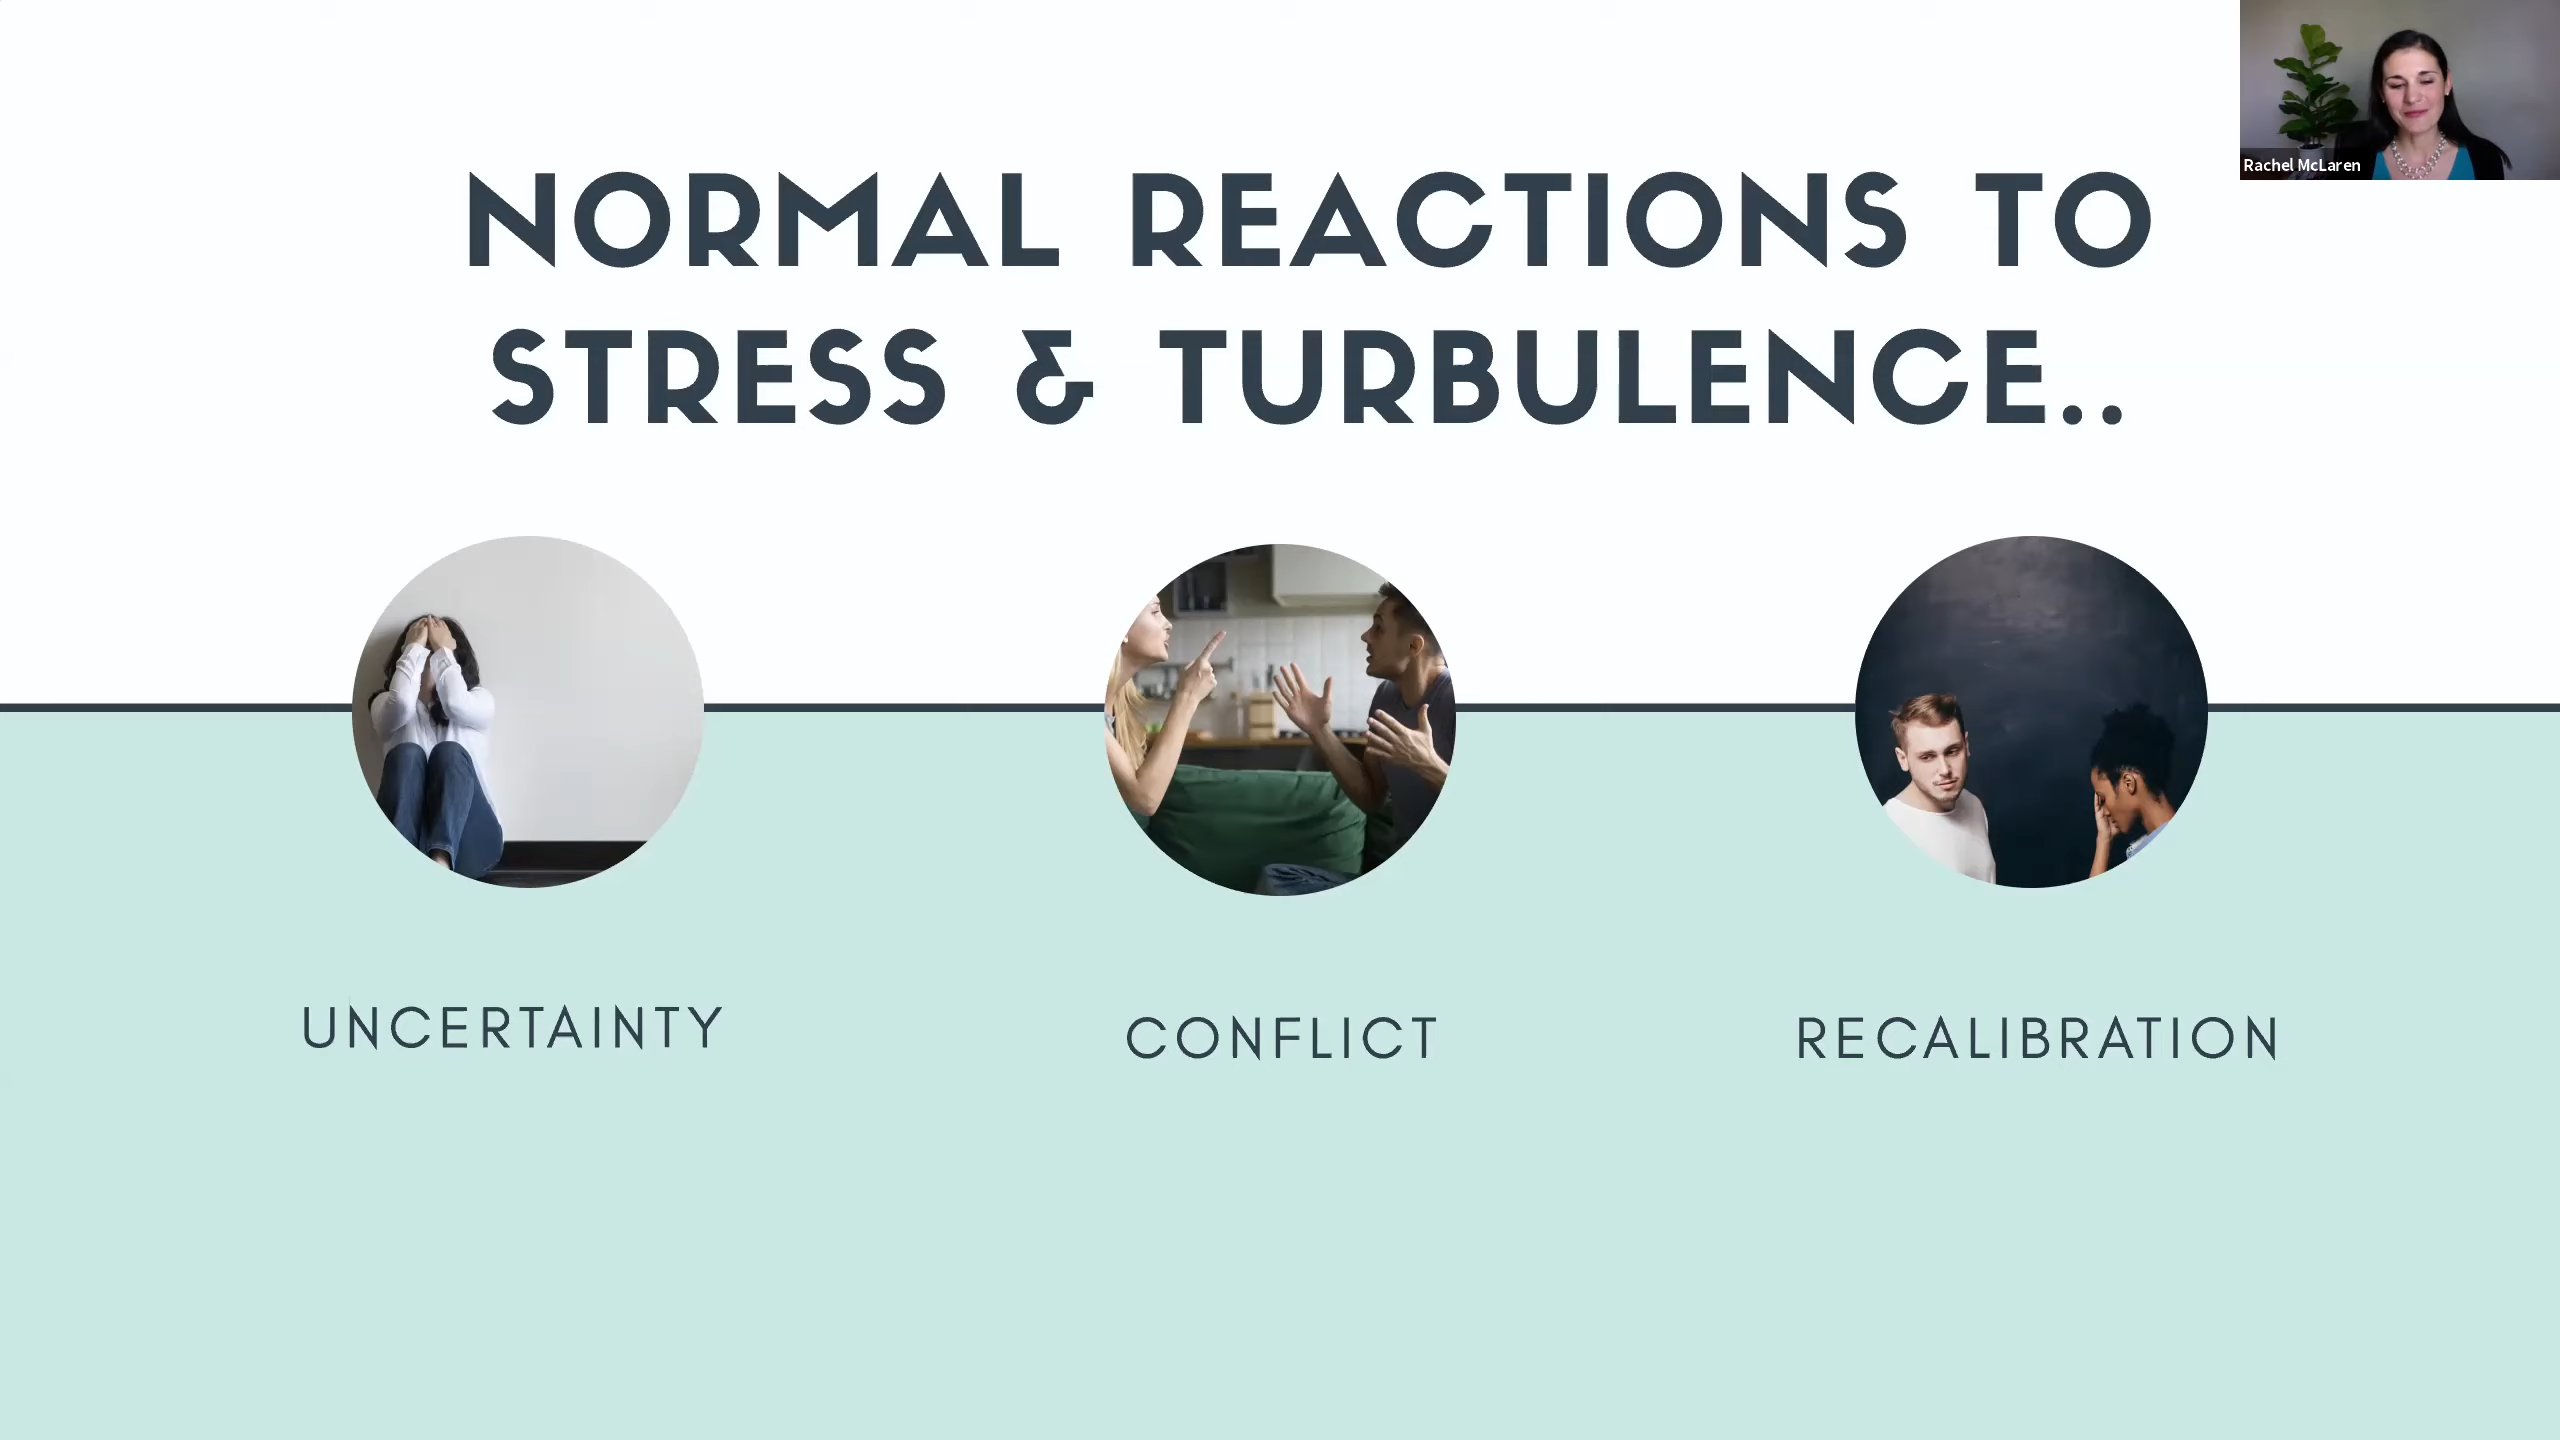 Rachel McLaren
NORMAL REACTIONS TO
STRESS & TURBULENCE..
UNCERTAINTY
CONFLICT
RECALIBRATION